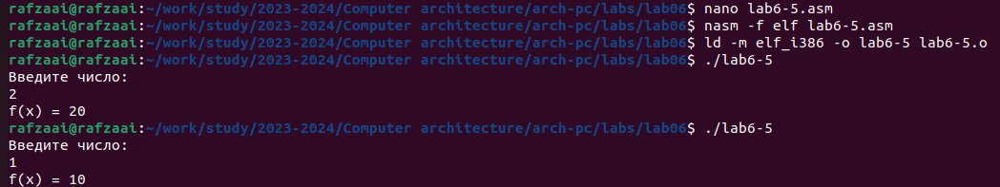 rafzaai@rafzaai:~/work/study/2023-2024/Computer architecture/arch-pc/labs/lab06$ nano lab6-5.asm
rafzaai@rafzaai:~/work/study/2023-2024/Computer architecture/arch-pc/labs/lab06$ nasm -f elf lab6-5.asm
rafzaai@rafzaai:~/work/study/2023-2024/Computer architecture/arch-pc/labs/lab06$ ld -m elf_i386 -o lab6-5 lab6-5.o
rafzaai@rafzaai:~/work/study/2023-2024/Computer architecture/arch-pc/labs/lab06$ ./lab6-5
Введите число:
2
f(x) = 20
rafzaai@rafzaai:~/work/study/2023-2024/Computer architecture/arch-pc/labs/lab06$ ./lab6-5
Введите число:
1
f(x) = 10